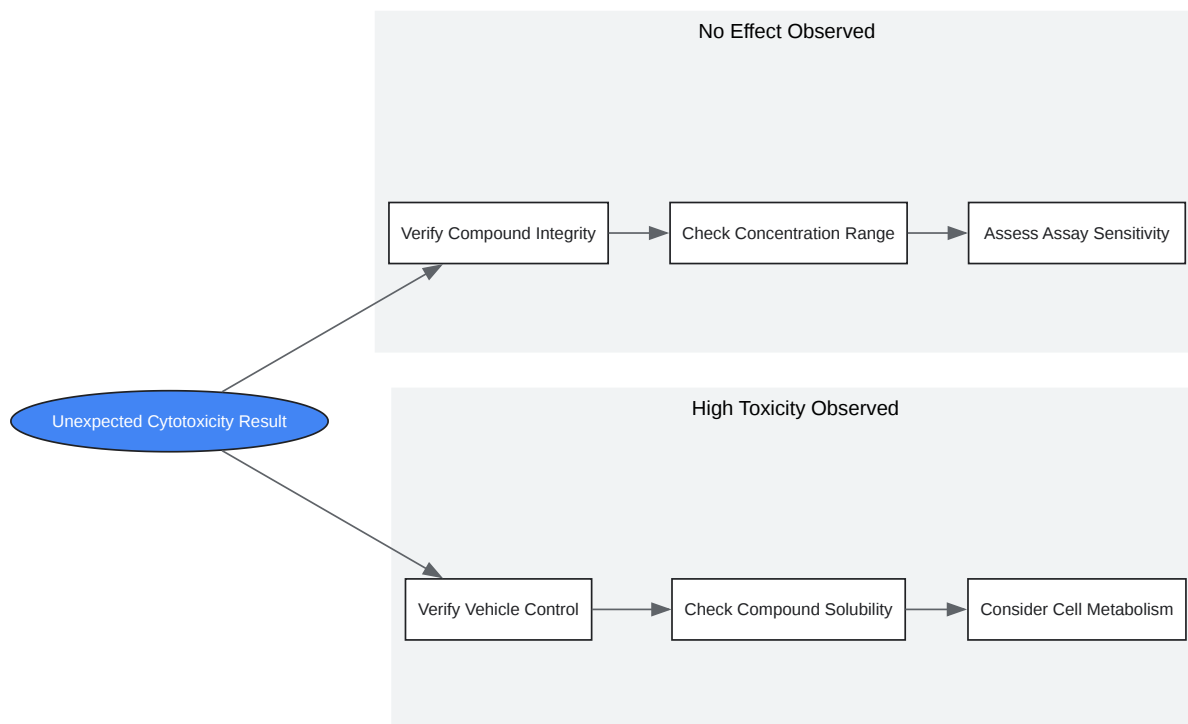 No Effect Observed
Verify Compound Integrity
Check Concentration Range
Assess Assay Sensitivity
Unexpected Cytotoxicity Result
High Toxicity Observed
Verify Vehicle Control
Check Compound Solubility
Consider Cell Metabolism